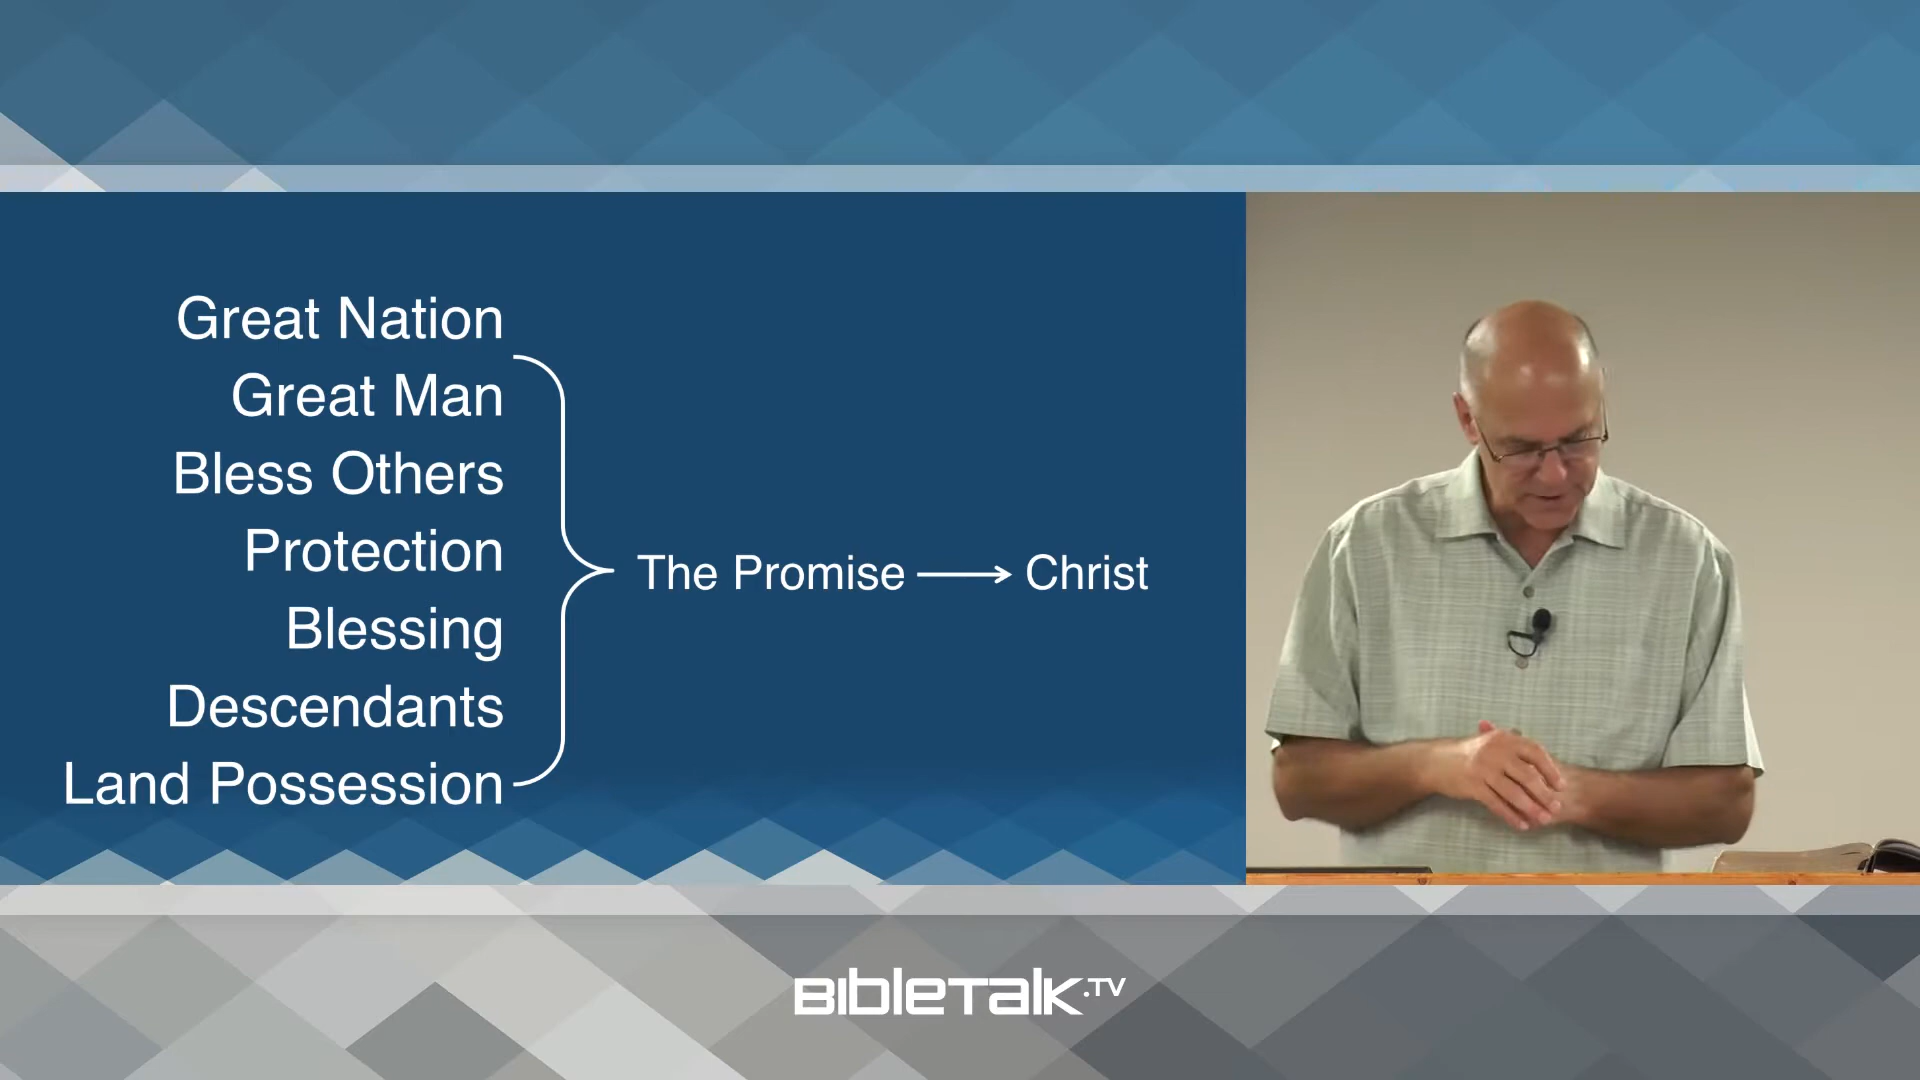 Great Nation
Great Man
Bless Others
Protection
Blessing
Descendants
Land Possession
The Promise → Christ
BIBLETALK.TV